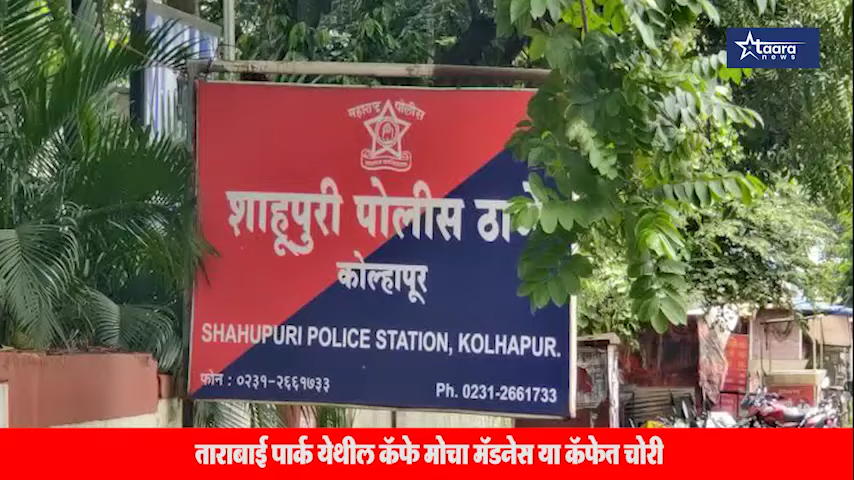 taara
news
महाराष्ट्र पोलीस
शाहूपुरी पोलीस
कोल्हापूर
SHAHUPURI POLICE STATION, KOLHAPUR.
फोन : ०२३१-२६६१७३३
Ph. 0231-2661733
ताराबाई पार्क येथील कॅफे मोचा मॅडनेस या कॅफेत चोरी